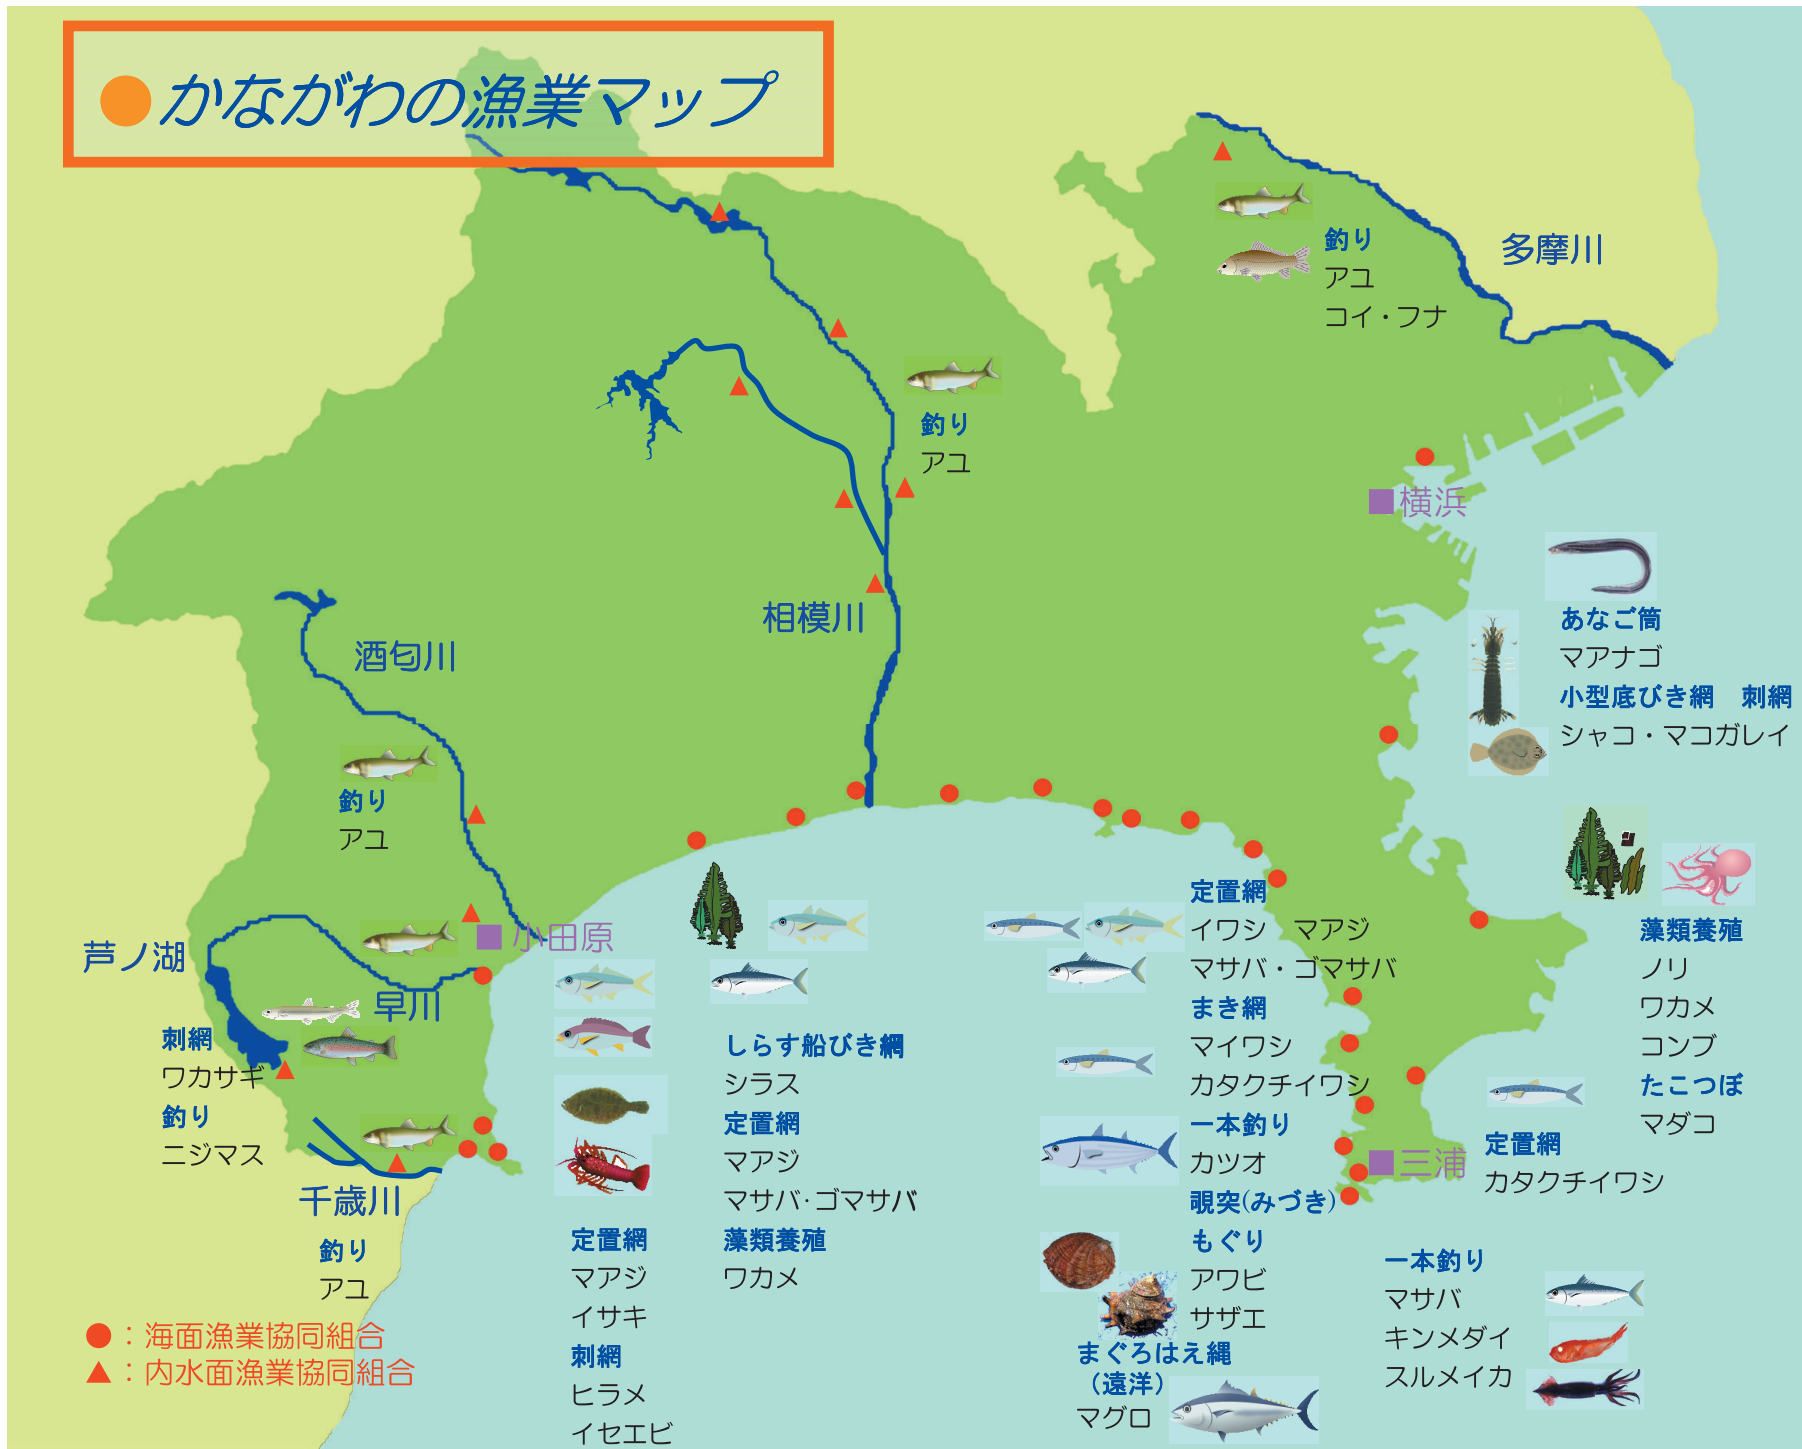 ●かながわの漁業マップ
多摩川
釣り
アユ
コイ・フナ
釣り
アユ
■横浜
相模川
あなご筒
マアナゴ
小型底びき網　刺網
シャコ・マコガレイ
酒匂川
釣り
アユ
■小田原
芦ノ湖
早川
刺網
ワカサギ
釣り
ニジマス
千歳川
釣り
アユ
定置網
マアジ
イサキ
刺網
ヒラメ
イセエビ
しらす船びき網
シラス
定置網
マアジ
マサバ・ゴマサバ
藻類養殖
ワカメ
定置網
イワシ　マアジ
マサバ・ゴマサバ
まき網
マイワシ
カタクチイワシ
一本釣り
カツオ
覗突(みづき)
もぐり
アワビ
サザエ
まぐろはえ縄
（遠洋）
マグロ
■三浦
藻類養殖
ノリ
ワカメ
コンブ
たこつぼ
マダコ
定置網
カタクチイワシ
一本釣り
マサバ
キンメダイ
スルメイカ
●：海面漁業協同組合
▲：内水面漁業協同組合